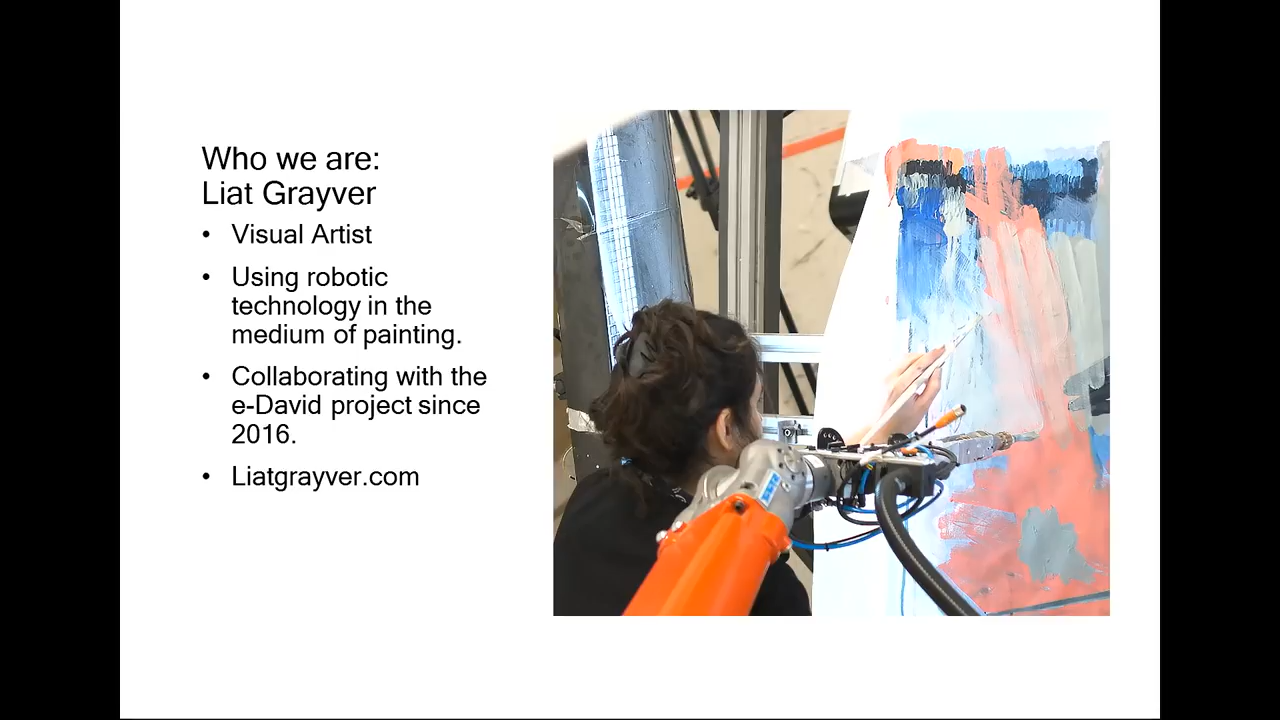 Who we are:
Liat Grayver
• Visual Artist
• Using robotic
technology in the
medium of painting.
• Collaborating with the
e-David project since
2016.
• Liatgrayver.com